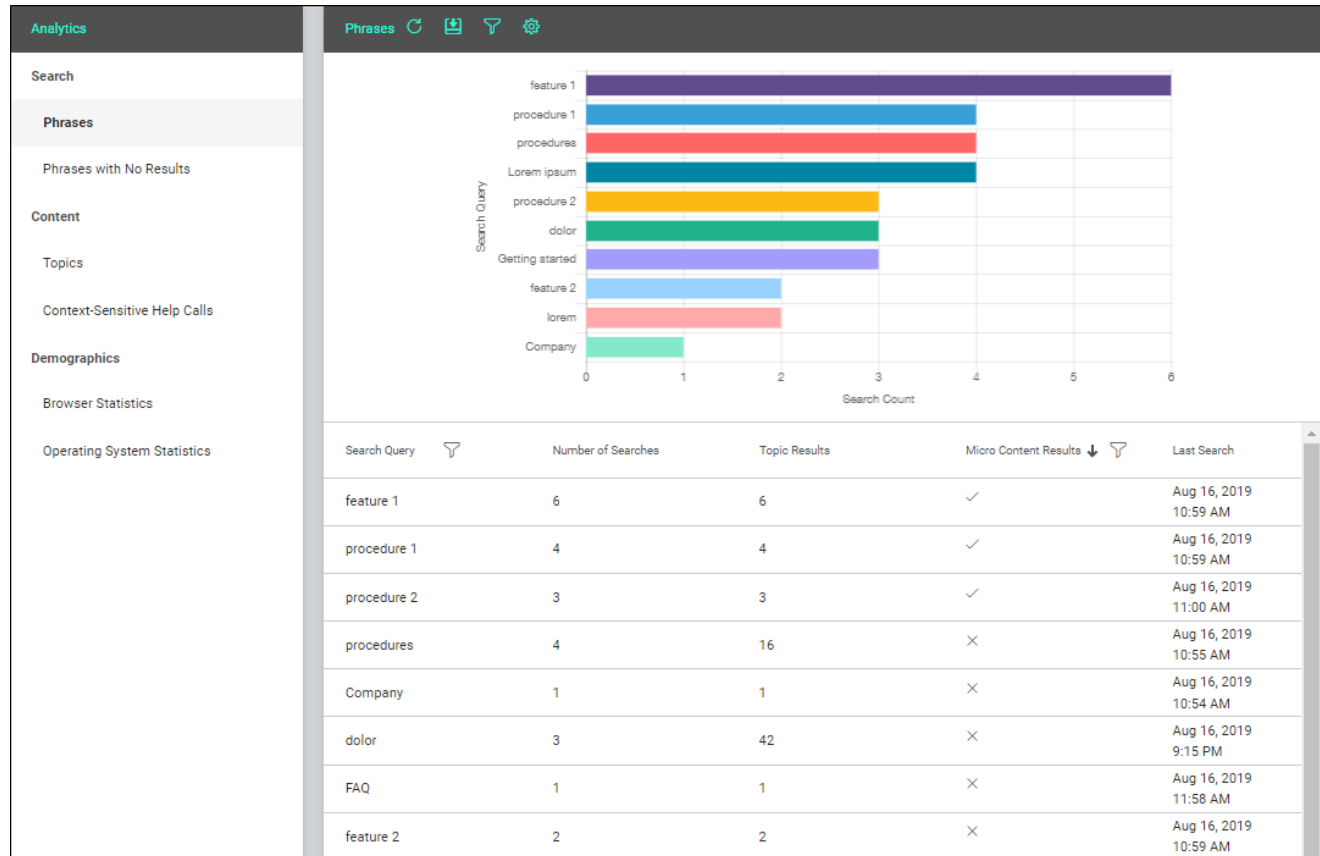 Analytics
Search
Phrases
Phrases with No Results
Content
Topics
Context-Sensitive Help Calls
Demographics
Browser Statistics
Operating System Statistics
Phrases
Search Query
feature 1
procedure 1
procedures
Lorem ipsum
procedure 2
dolor
Getting started
feature 2
lorem
Company
0 1 2 3 4 5 6
Search Count
Search Query Number of Searches Topic Results Micro Content Results Last Search
feature 1 6 6 Aug 16, 2019
10:59 AM
procedure 1 4 4 Aug 16, 2019
10:59 AM
procedure 2 3 3 Aug 16, 2019
11:00 AM
procedures 4 16 Aug 16, 2019
10:55 AM
Company 1 1 Aug 16, 2019
10:54 AM
dolor 3 42 Aug 16, 2019
9:15 PM
FAQ 1 1 Aug 16, 2019
11:58 AM
feature 2 2 2 Aug 16, 2019
10:59 AM